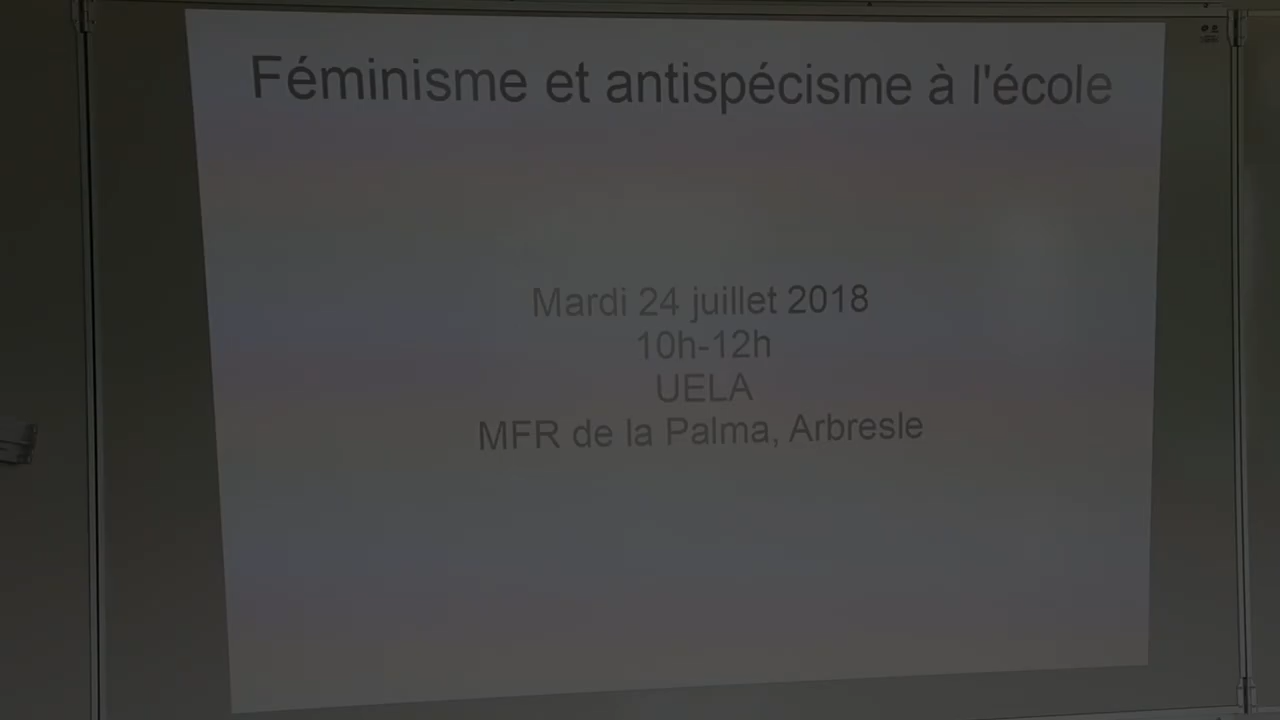 Féminisme et antispécisme à l'école
Mardi 24 juillet 2018
10h-12h
UELA
MFR de la Palma, Arbresle